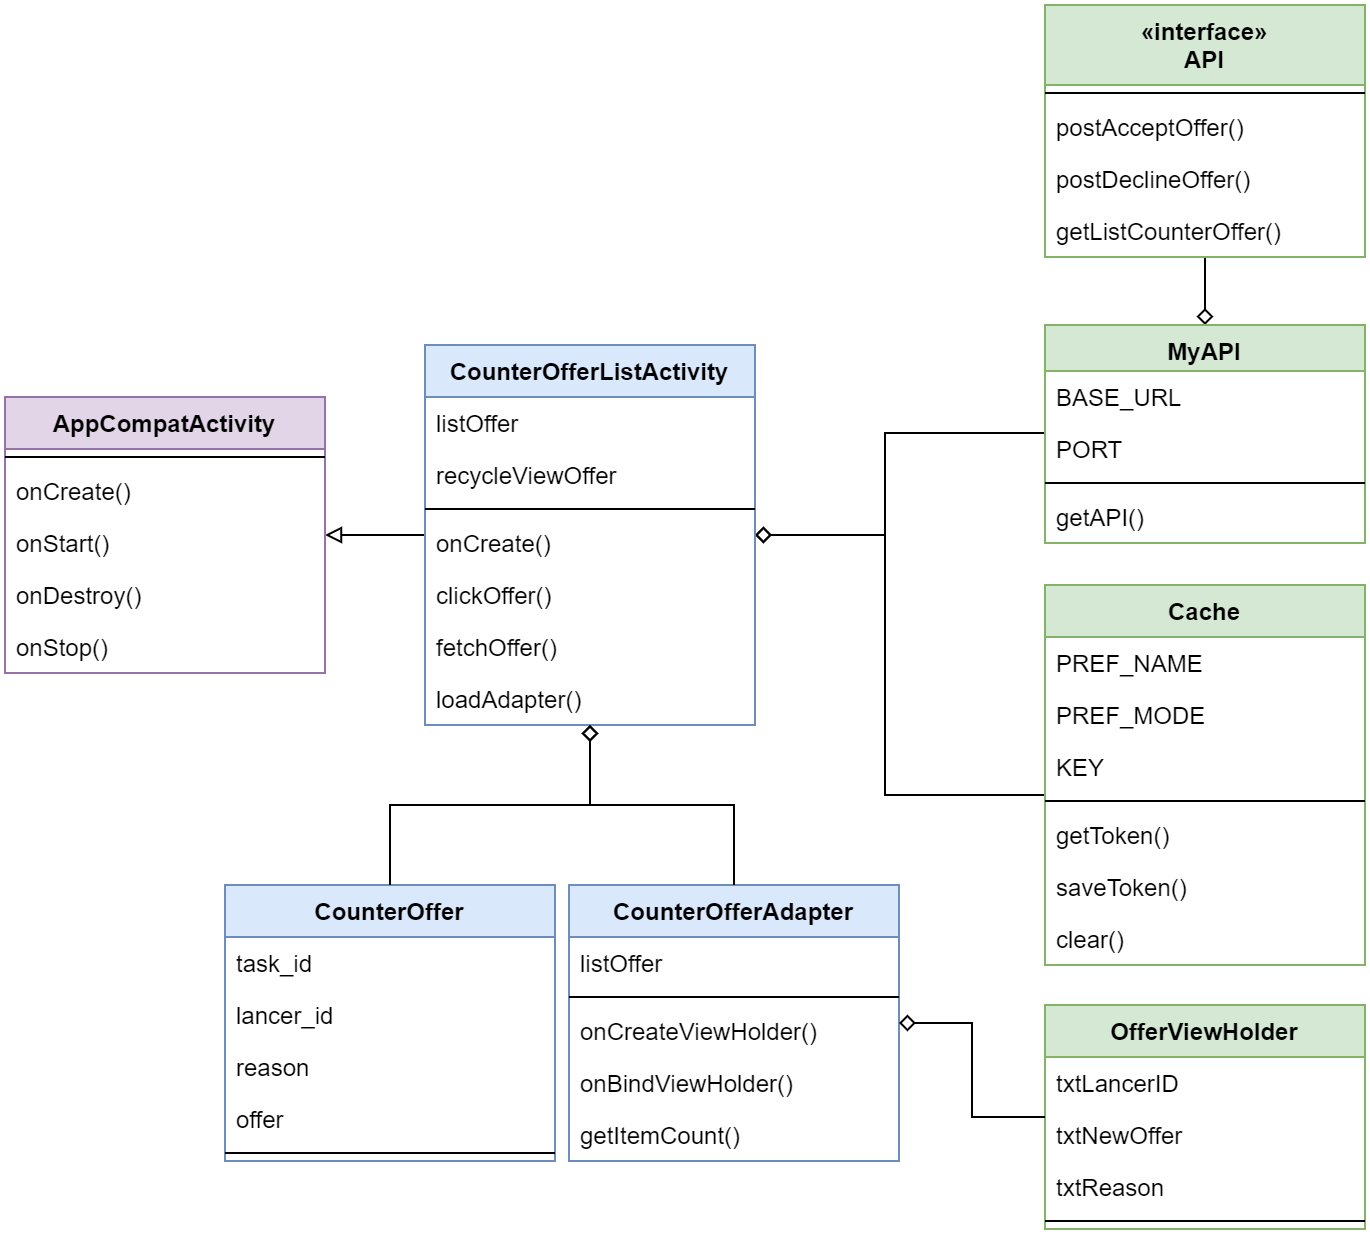 «interface»
API
postAcceptOffer()
postDeclineOffer()
getListCounterOffer()
MyAPI
BASE_URL
PORT
getAPI()
CounterOfferListActivity
listOffer
recycleViewOffer
onCreate()
clickOffer()
fetchOffer()
loadAdapter()
AppCompatActivity
onCreate()
onStart()
onDestroy()
onStop()
Cache
PREF_NAME
PREF_MODE
KEY
getToken()
saveToken()
clear()
CounterOffer
task_id
lancer_id
reason
offer
CounterOfferAdapter
listOffer
onCreateViewHolder()
onBindViewHolder()
getItemCount()
OfferViewHolder
txtLancerID
txtNewOffer
txtReason